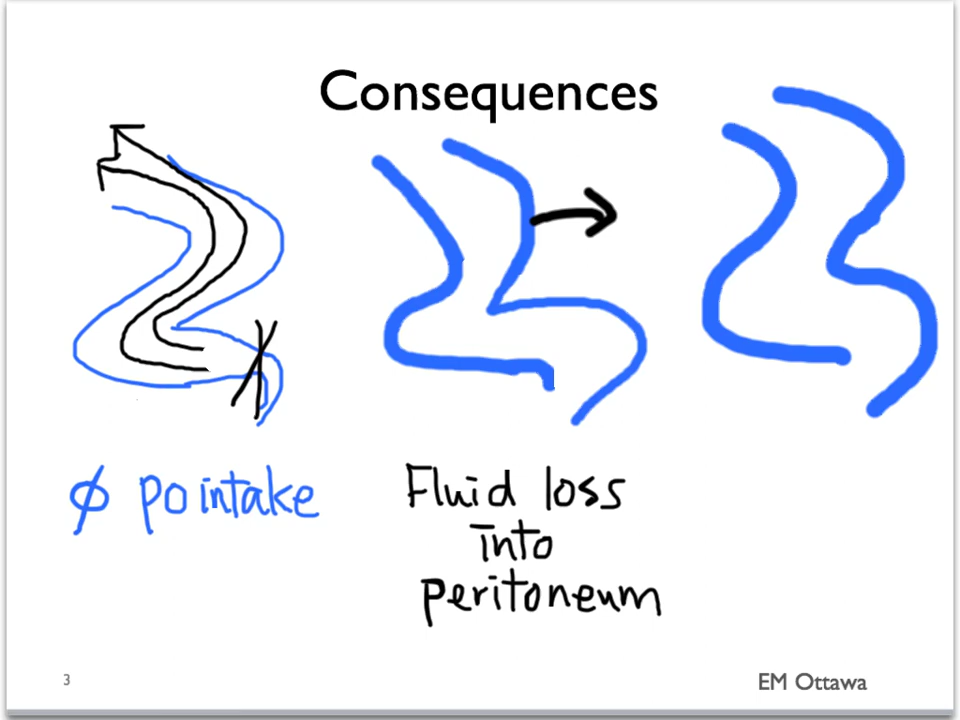 Consequences
ϕ po intake
Fluid loss
into
peritoneum
3
EM Ottawa